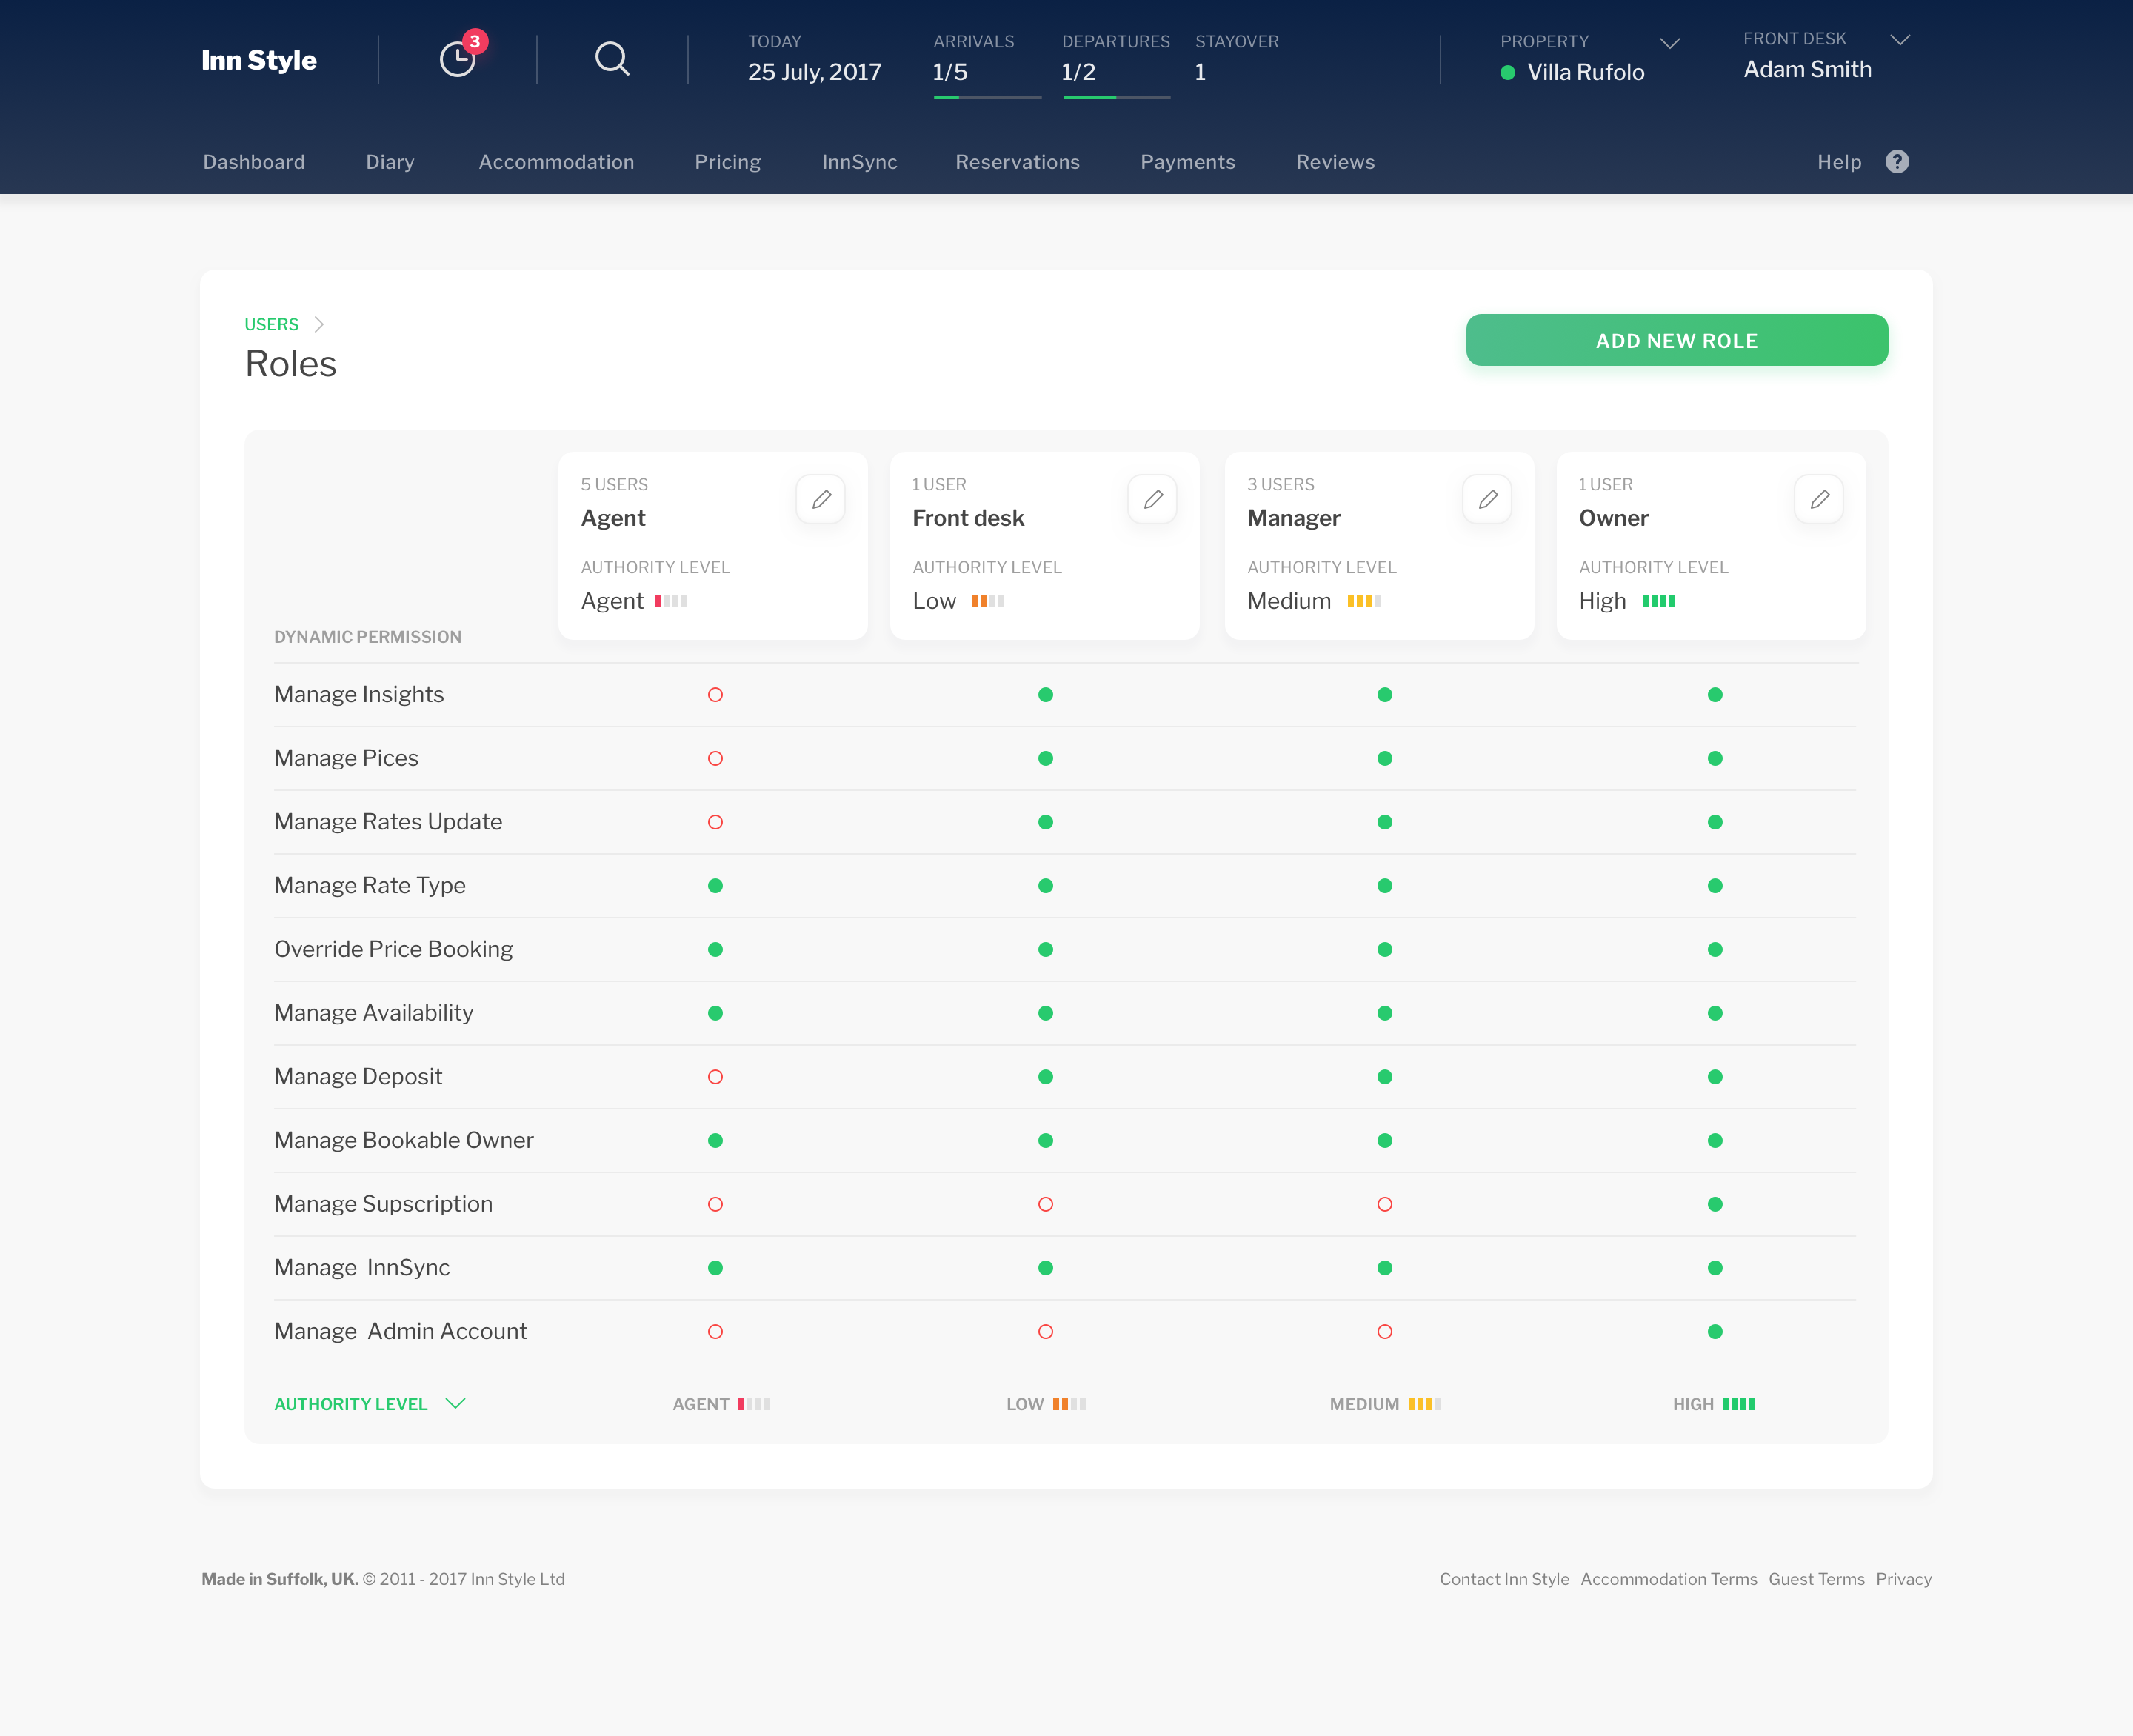 Inn Style
3
TODAY
25 July, 2017
ARRIVALS
1/5
DEPARTURES
1/2
STAYOVER
1
PROPERTY
Villa Rufolo
FRONT DESK
Adam Smith
Dashboard Diary Accommodation Pricing InnSync Reservations Payments Reviews Help ?
USERS
Roles
ADD NEW ROLE
5 USERS
Agent
AUTHORITY LEVEL
Agent
1 USER
Front desk
AUTHORITY LEVEL
Low
3 USERS
Manager
AUTHORITY LEVEL
Medium
1 USER
Owner
AUTHORITY LEVEL
High
DYNAMIC PERMISSION
Manage Insights
Manage Pices
Manage Rates Update
Manage Rate Type
Override Price Booking
Manage Availability
Manage Deposit
Manage Bookable Owner
Manage Supscription
Manage InnSync
Manage Admin Account
AUTHORITY LEVEL AGENT LOW MEDIUM HIGH
Made in Suffolk, UK. © 2011 - 2017 Inn Style Ltd
Contact Inn Style Accommodation Terms Guest Terms Privacy